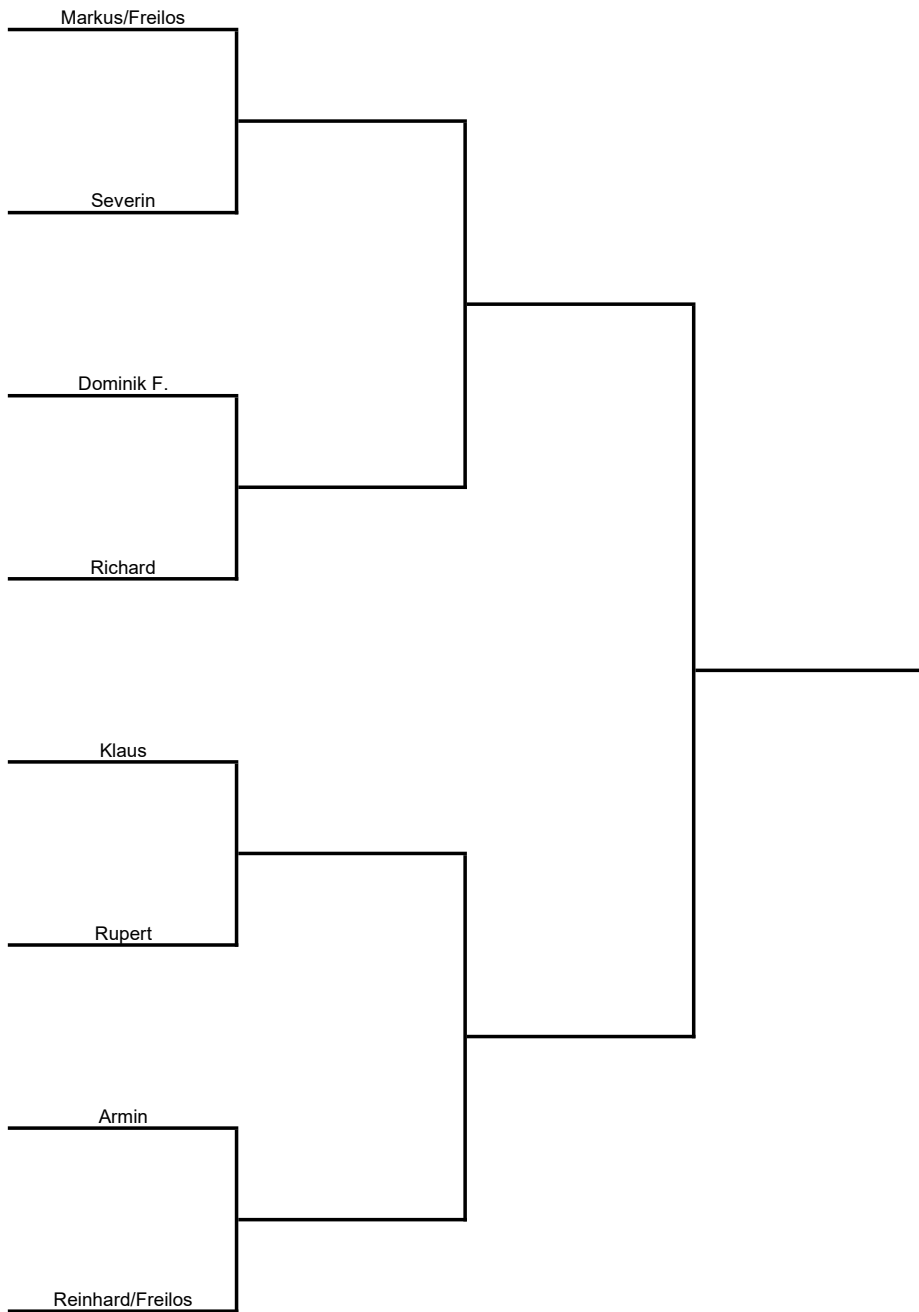 Markus/Freilos
Severin
Dominik F.
Richard
Klaus
Rupert
Armin
Reinhard/Freilos